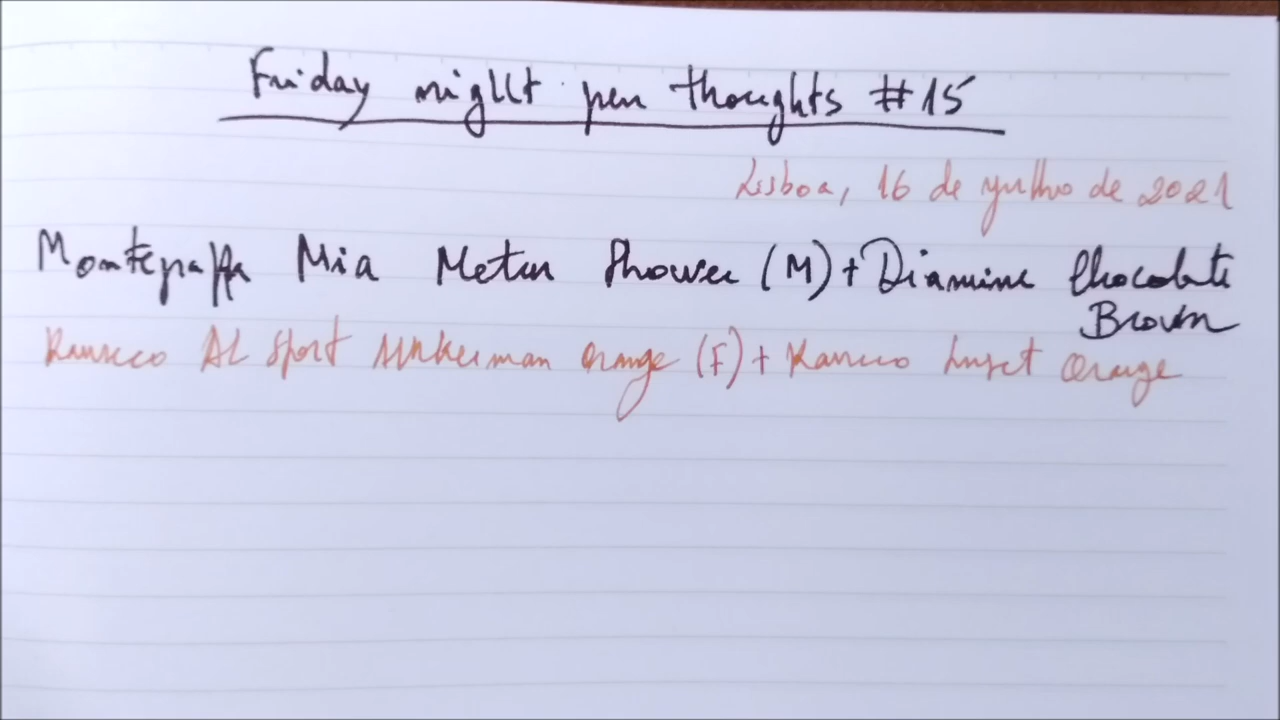 Friday night pen thoughts #15
Lisboa, 16 de julho de 2021
Montegrappa Mia Meteor Shower (M) + Diamine Chocolate
Brown
Kaweco AL Sport orange (F) + Kaweco Sunset Orange